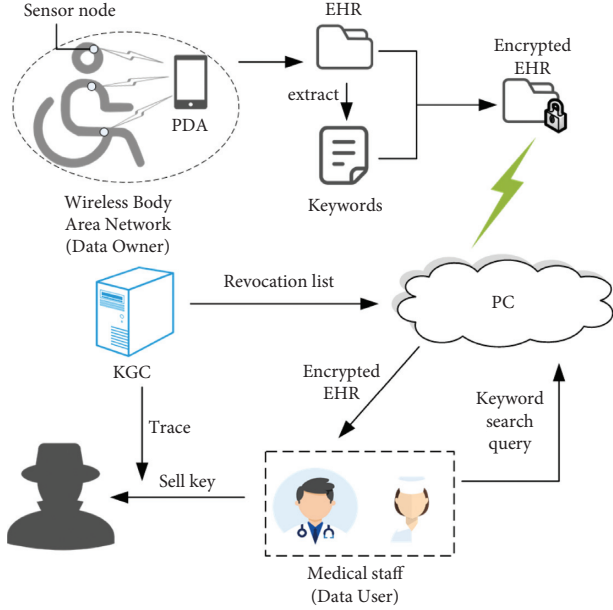 Sensor node
EHR
Encrypted
EHR
PDA
extract
Keywords
Wireless Body
Area Network
(Data Owner)
Revocation list
PC
KGC
Encrypted
EHR
Keyword
search
query
Trace
Sell key
Medical staff
(Data User)